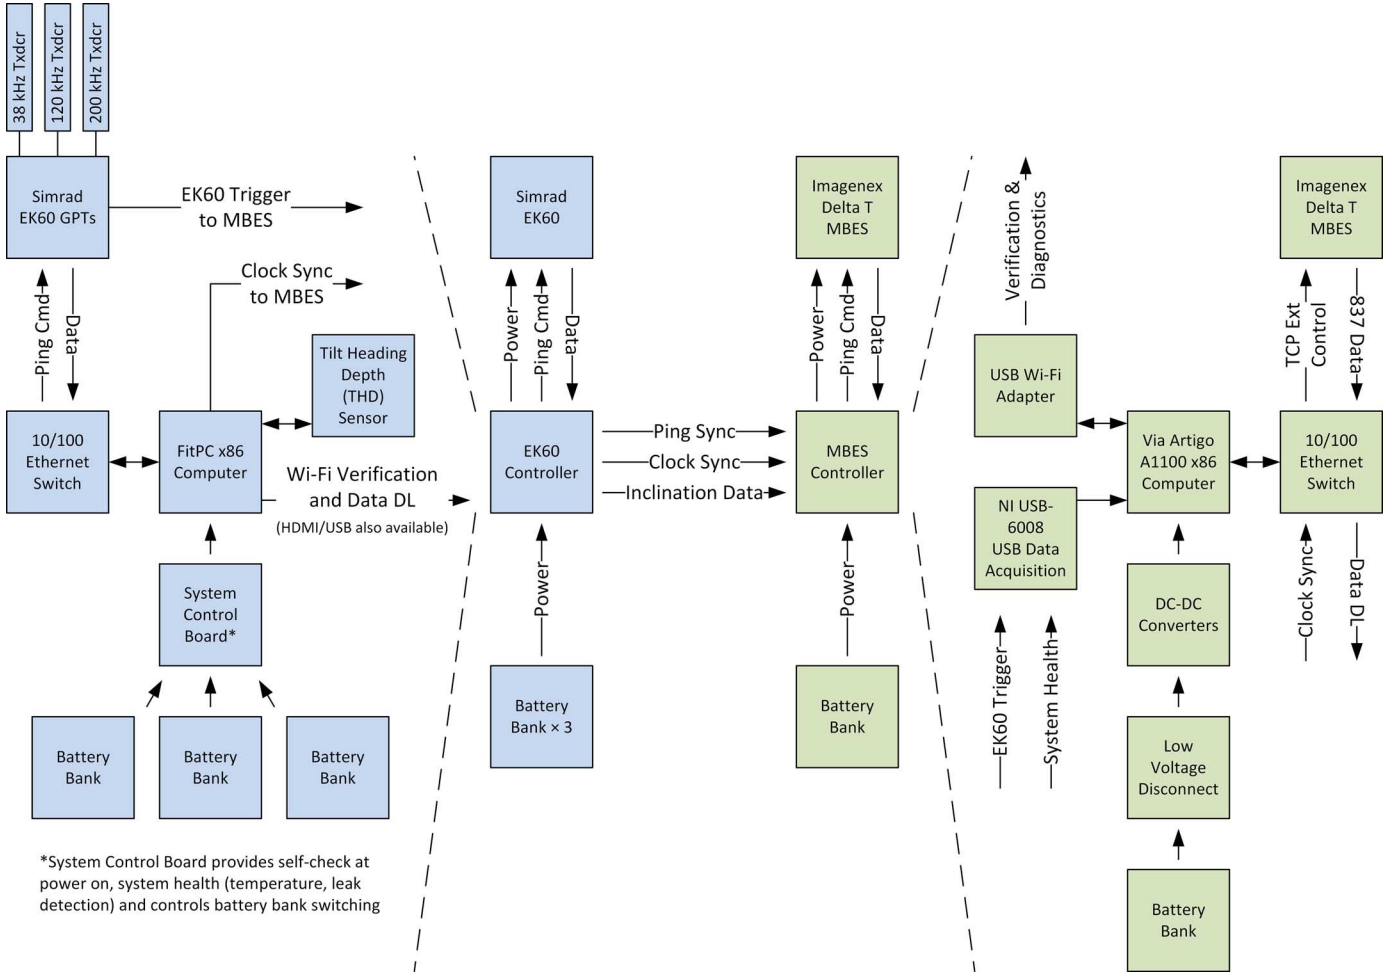 38 kHz Txdcr
120 kHz Txdcr
200 kHz Txdcr
Simrad
EK60 GPTs
EK60 Trigger
to MBES
Clock Sync
to MBES
Ping Cmd
Data
Tilt Heading
Depth
(THD)
Sensor
10/100
Ethernet
Switch
FitPC x86
Computer
Wi-Fi Verification
and Data DL
(HDMI/USB also available)
System
Control
Board*
Battery
Bank
Battery
Bank
Battery
Bank
*System Control Board provides self-check at
power on, system health (temperature, leak
detection) and controls battery bank switching
Simrad
EK60
Power
Ping Cmd
Data
EK60
Controller
Ping Sync
Clock Sync
Inclination Data
Power
Battery
Bank × 3
Imagenex
Delta T
MBES
Power
Ping Cmd
Data
MBES
Controller
Power
Battery
Bank
Verification &
Diagnostics
USB Wi-Fi
Adapter
NI USB-
6008
USB Data
Acquisition
EK60 Trigger
System Health
Via Artigo
A1100 x86
Computer
DC-DC
Converters
Low
Voltage
Disconnect
Battery
Bank
Imagenex
Delta T
MBES
TCP Ext
Control
837 Data
10/100
Ethernet
Switch
Clock Sync
Data DL